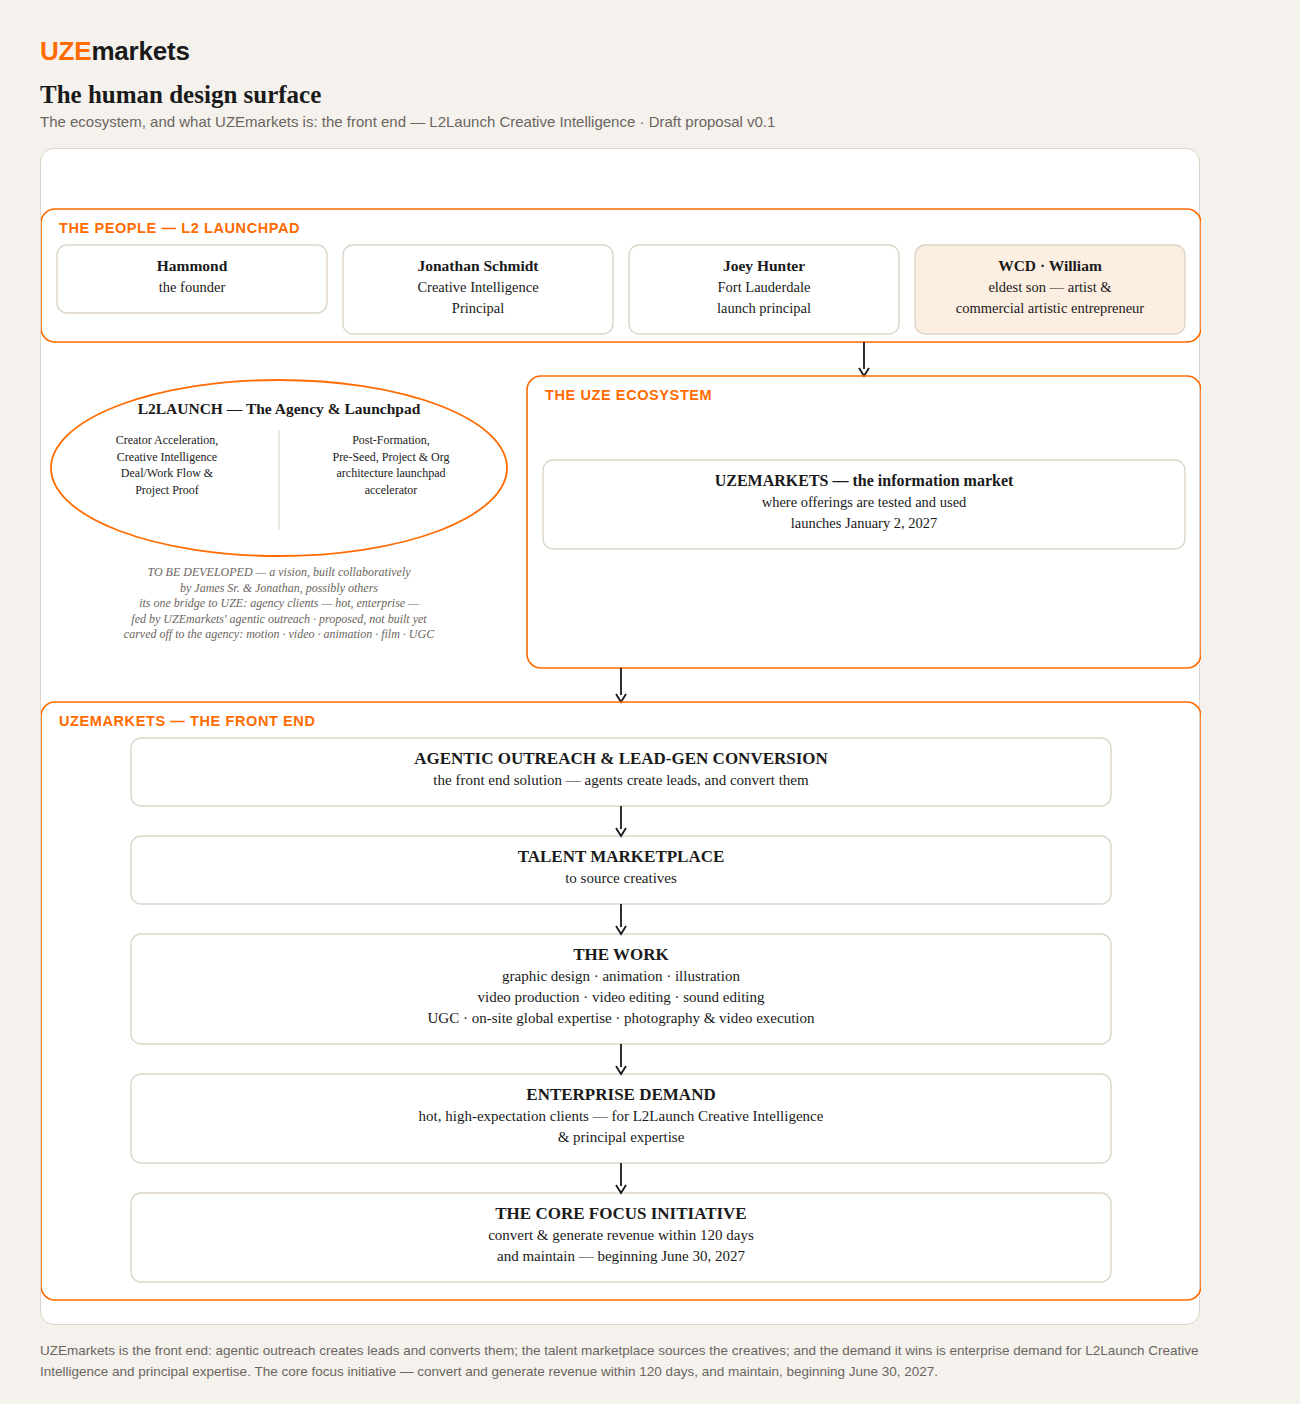 UZEmarkets
The human design surface
The ecosystem, and what UZEmarkets is: the front end — L2Launch Creative Intelligence · Draft proposal v0.1
THE PEOPLE — L2 LAUNCHPAD
Hammond
the founder
Jonathan Schmidt
Creative Intelligence
Principal
Joey Hunter
Fort Lauderdale
launch principal
WCD · William
eldest son — artist &
commercial artistic entrepreneur
L2LAUNCH — The Agency & Launchpad
Creator Acceleration,
Creative Intelligence
Deal/Work Flow &
Project Proof
Post-Formation,
Pre-Seed, Project & Org
architecture launchpad
accelerator
TO BE DEVELOPED — a vision, built collaboratively
by James Sr. & Jonathan, possibly others
its one bridge to UZE: agency clients — hot, enterprise —
fed by UZEmarkets' agentic outreach · proposed, not built yet
carved off to the agency: motion · video · animation · film · UGC
THE UZE ECOSYSTEM
UZEMARKETS — the information market
where offerings are tested and used
launches January 2, 2027
UZEMARKETS — THE FRONT END
AGENTIC OUTREACH & LEAD-GEN CONVERSION
the front end solution — agents create leads, and convert them
TALENT MARKETPLACE
to source creatives
THE WORK
graphic design · animation · illustration
video production · video editing · sound editing
UGC · on-site global expertise · photography & video execution
ENTERPRISE DEMAND
hot, high-expectation clients — for L2Launch Creative Intelligence
& principal expertise
THE CORE FOCUS INITIATIVE
convert & generate revenue within 120 days
and maintain — beginning June 30, 2027
UZEmarkets is the front end: agentic outreach creates leads and converts them; the talent marketplace sources the creatives; and the demand it wins is enterprise demand for L2Launch Creative
Intelligence and principal expertise. The core focus initiative — convert and generate revenue within 120 days, and maintain, beginning June 30, 2027.